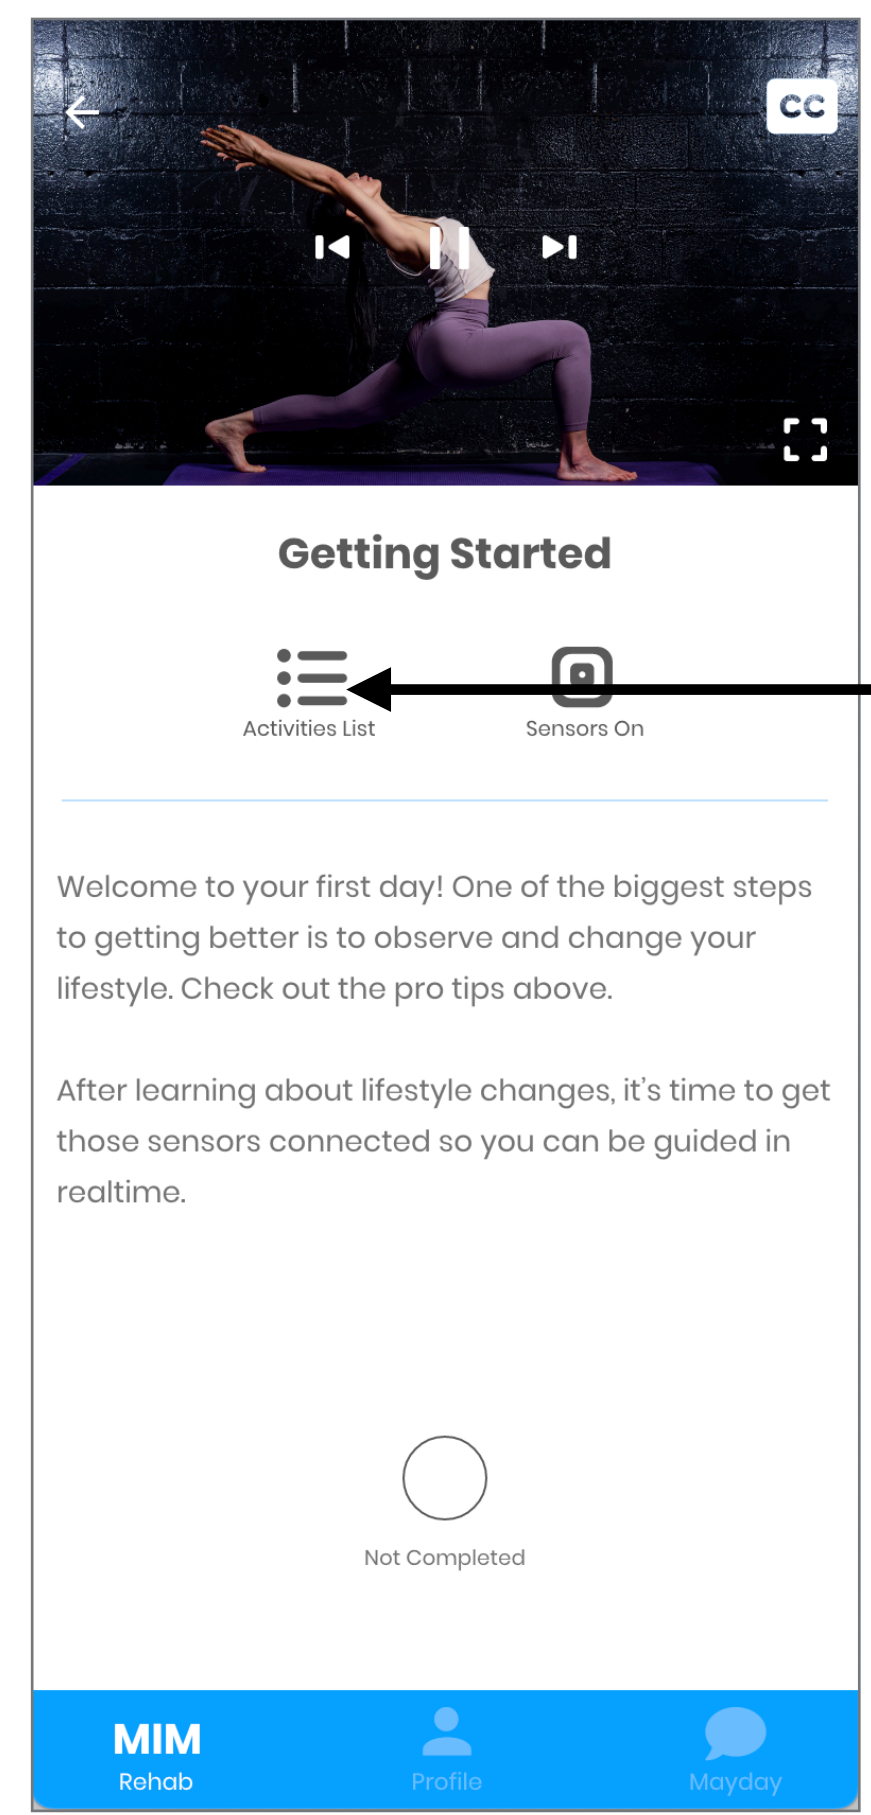 CC
Getting Started
Activities List
Sensors On
Welcome to your first day! One of the biggest steps
to getting better is to observe and change your
lifestyle. Check out the pro tips above.
After learning about lifestyle changes, it's time to get
those sensors connected so you can be guided in
realtime.
Not Completed
MIM
Rehab
Profile
Mayday